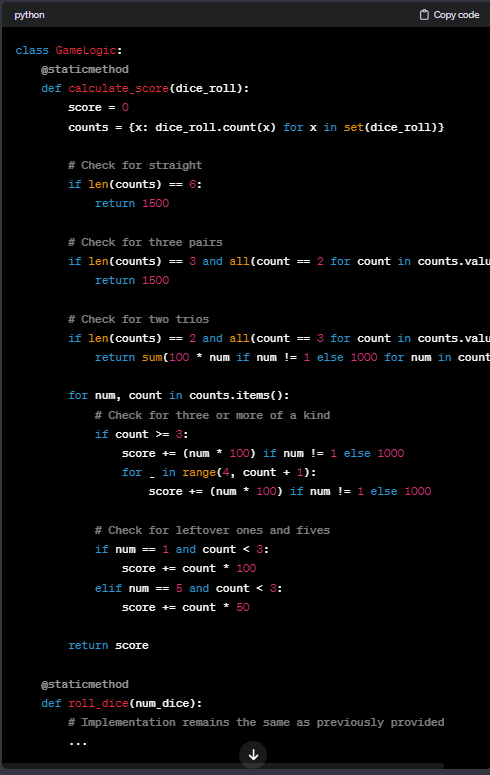 python
Copy code
class GameLogic:
    @staticmethod
    def calculate_score(dice_roll):
        score = 0
        counts = {x: dice_roll.count(x) for x in set(dice_roll)}

        # Check for straight
        if len(counts) == 6:
            return 1500

        # Check for three pairs
        if len(counts) == 3 and all(count == 2 for count in counts.valu

            return 1500

        # Check for two trios
        if len(counts) == 2 and all(count == 3 for count in counts.valu
            return sum(100 * num if num != 1 else 1000 for num in count

        for num, count in counts.items():
            # Check for three or more of a kind
            if count >= 3:
                score += (num * 100) if num != 1 else 1000
                for _ in range(4, count + 1):
                    score += (num * 100) if num != 1 else 1000

            # Check for leftover ones and fives
            if num == 1 and count < 3:
                score += count * 100
            elif num == 5 and count < 3:
                score += count * 50

        return score

    @staticmethod
    def roll_dice(num_dice):
        # Implementation remains the same as previously provided
        ...